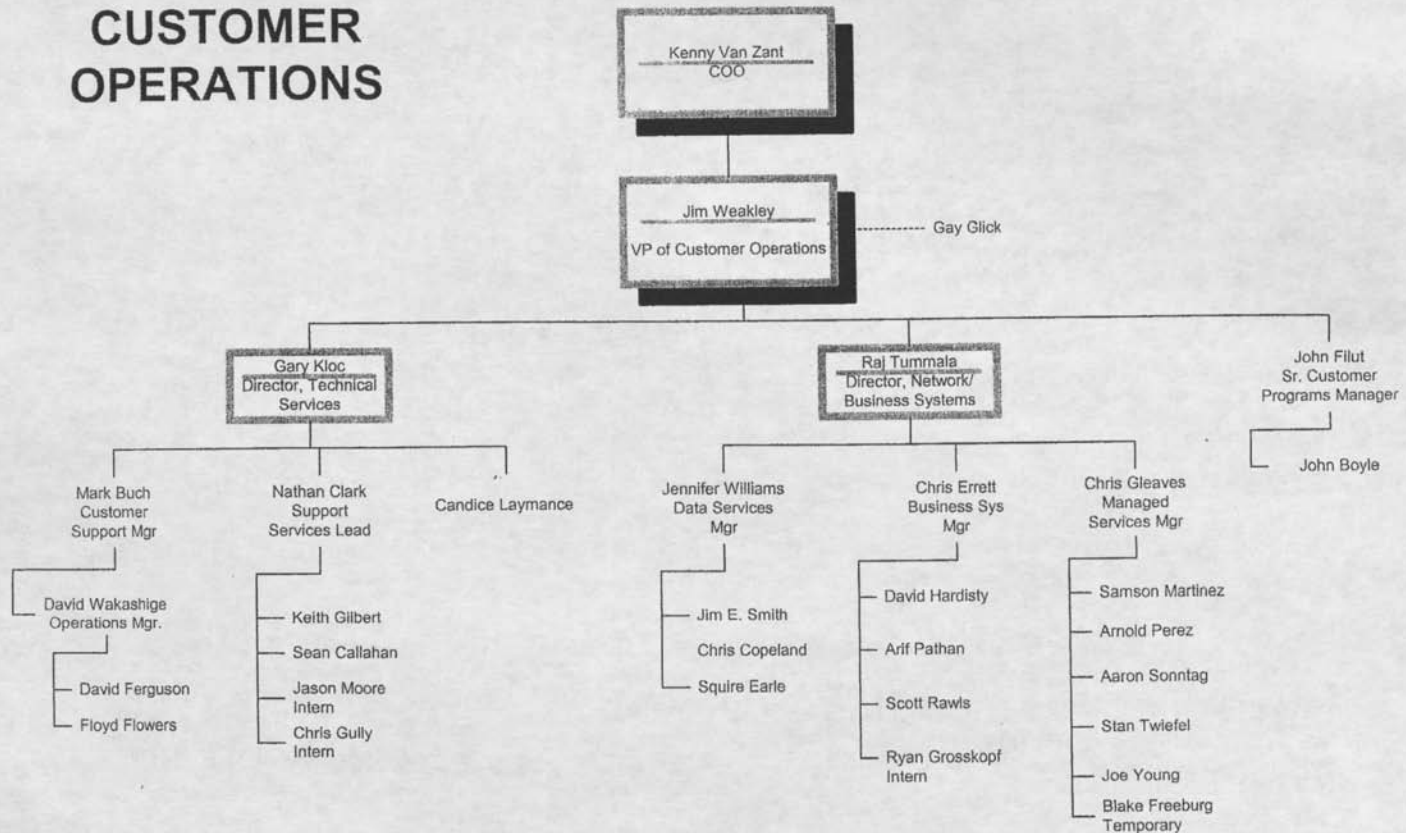 CUSTOMER
OPERATIONS
Kenny Van Zant
COO
Jim Weakley
VP of Customer Operations
Gay Glick
Gary Kloc
Director, Technical
Services
Raj Tummala
Director, Network/
Business Systems
John Filut
Sr. Customer
Programs Manager
John Boyle
Mark Buch
Customer
Support Mgr
David Wakashige
Operations Mgr.
David Ferguson
Floyd Flowers
Nathan Clark
Support
Services Lead
Keith Gilbert
Sean Callahan
Jason Moore
Intern
Chris Gully
Intern
Candice Laymance
Jennifer Williams
Data Services
Mgr
Jim E. Smith
Chris Copeland
Squire Earle
Chris Errett
Business Sys
Mgr
David Hardisty
Arif Pathan
Scott Rawls
Ryan Grosskopf
Intern
Chris Gleaves
Managed
Services Mgr
Samson Martinez
Arnold Perez
Aaron Sonntag
Stan Twiefel
Joe Young
Blake Freeburg
Temporary